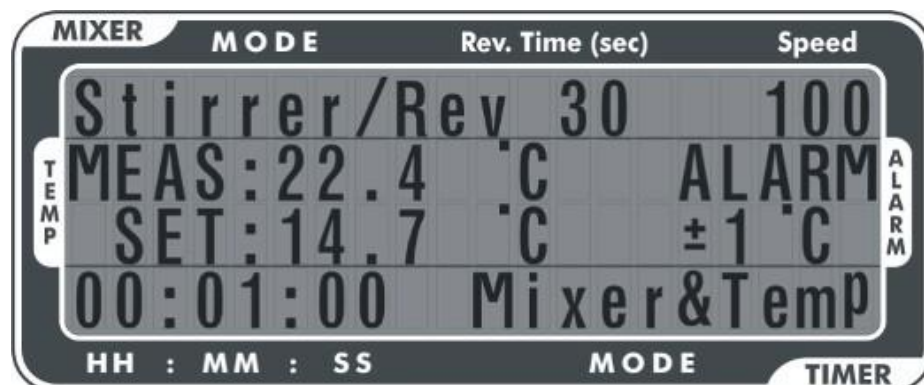 MIXER MODE Rev. Time (sec) Speed
Stirrer/Rev 30 100
TEMP MEAS:22.4 °C ALARM ALARM
SET:14.7 °C ±1 °C
00:01:00 Mixer&Temp
HH : MM : SS MODE TIMER